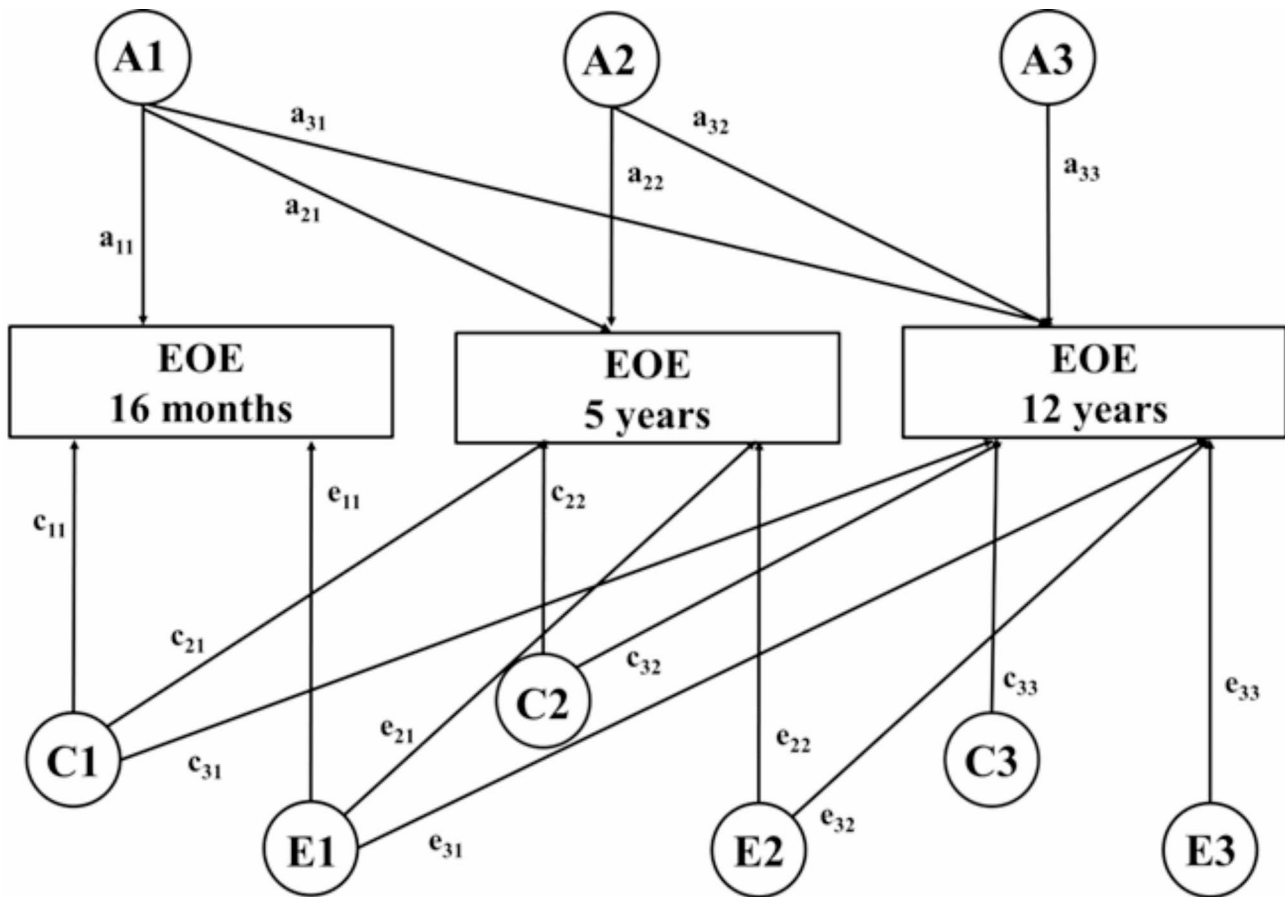 A1
A2
A3
a31
a32
a22
a33
a21
a11
EOE
16 months
EOE
5 years
EOE
12 years
e11
c22
c11
c21
c32
c33
e33
C2
e21
e22
C1
c31
C3
e32
e31
E1
E2
E3